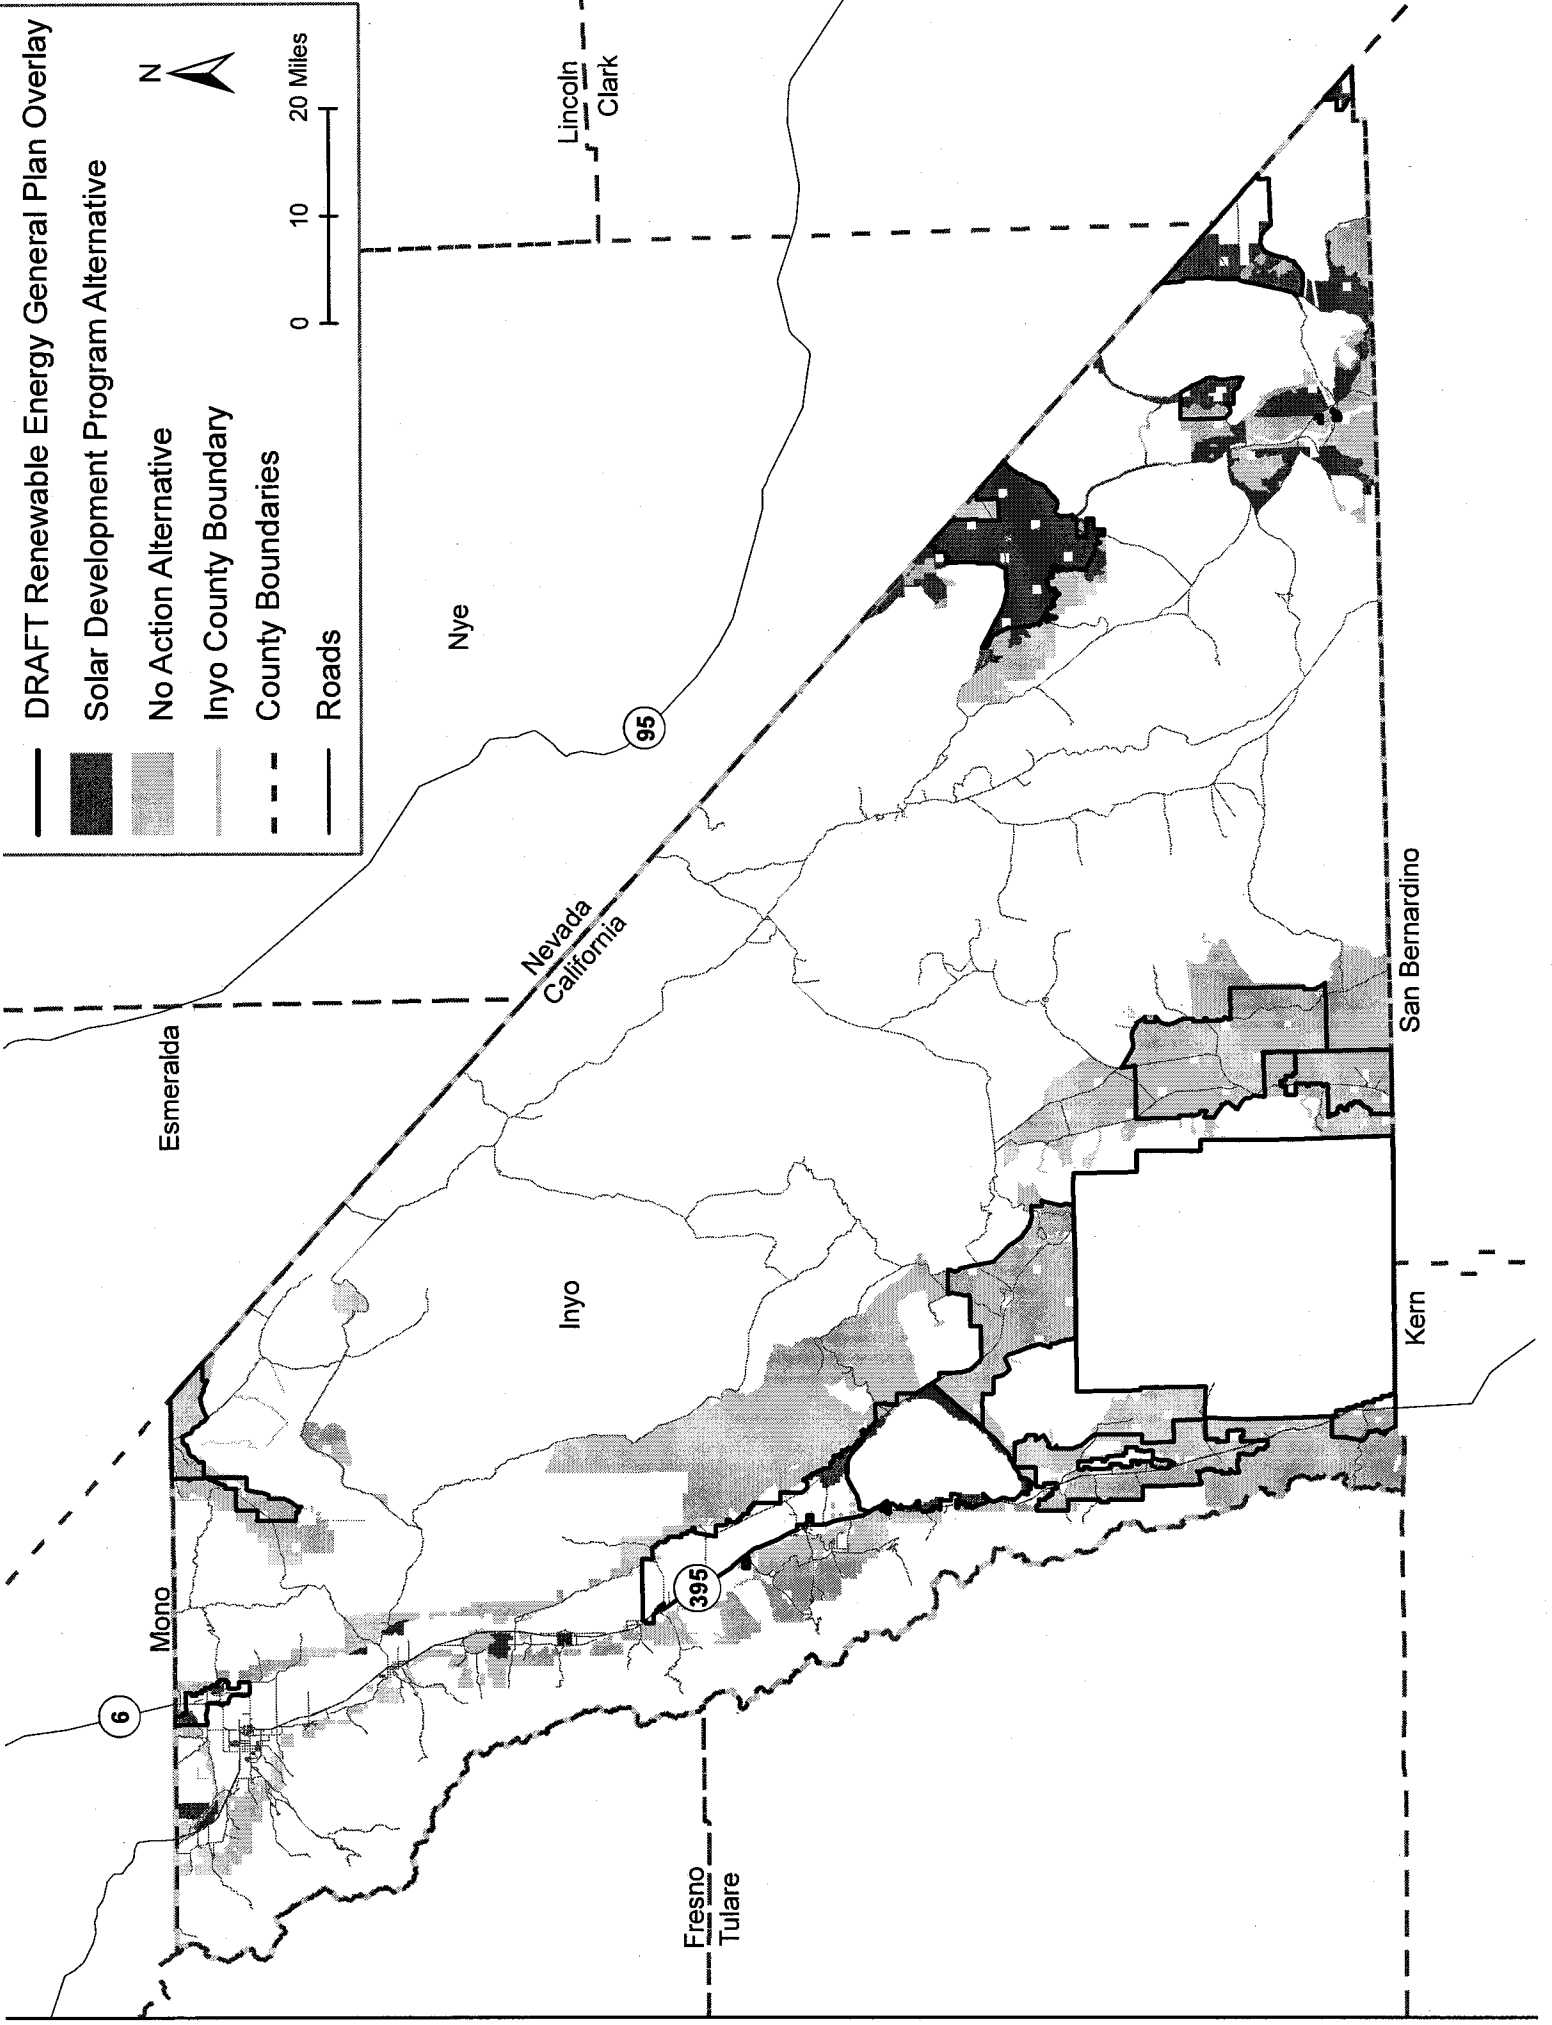 DRAFT Renewable Energy General Plan Overlay
Solar Development Program Alternative
No Action Alternative
Inyo County Boundary
County Boundaries
Roads
N
0 10 20 Miles
Lincoln
Clark
Nye
95
Nevada
California
Esmeralda
Mono
6
Inyo
395
Fresno
Tulare
Kern
San Bernardino